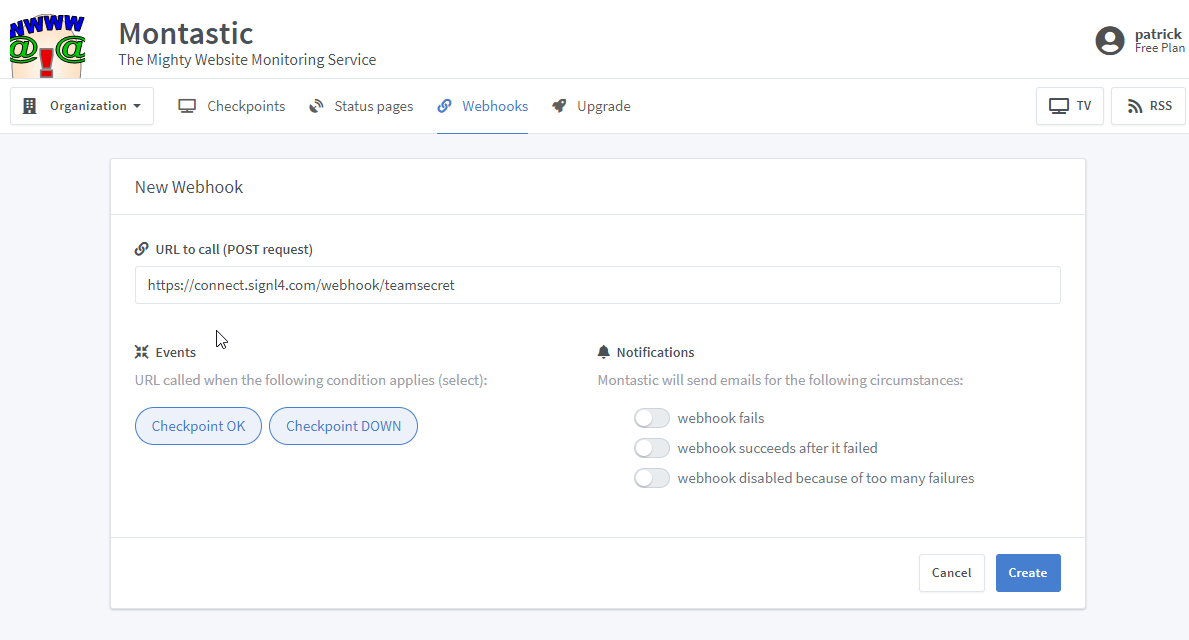 NWWW
@!@
Montastic
The Mighty Website Monitoring Service
patrick
Free Plan
Organization
Checkpoints
Status pages
Webhooks
Upgrade
TV
RSS
New Webhook
URL to call (POST request)
https://connect.signl4.com/webhook/teamsecret
Events
URL called when the following condition applies (select):
Checkpoint OK
Checkpoint DOWN
Notifications
Montastic will send emails for the following circumstances:
webhook fails
webhook succeeds after it failed
webhook disabled because of too many failures
Cancel
Create